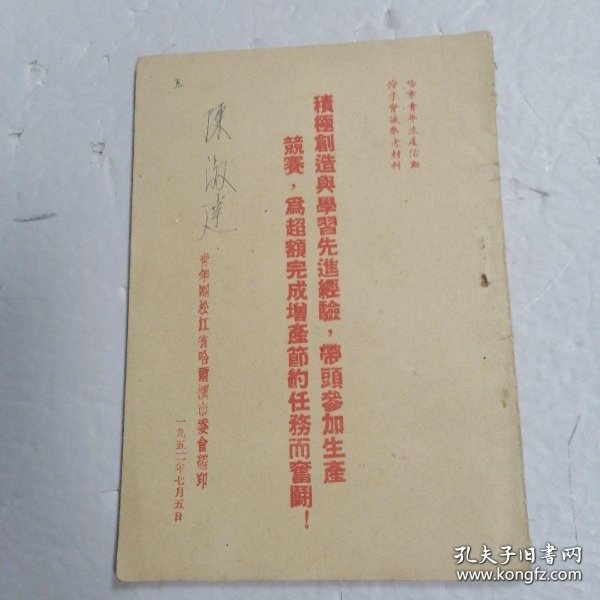 哈市青年生產活動
份子會議參考材料
積極創造與學習先進經驗，帶頭參加生產
競賽，爲超額完成增產節約任務而奮鬪！
青年團松江省哈爾濱市委會編印
一九五二年七月五日
陳淑蓮
五
孔夫子旧书网
www.kongfz.com